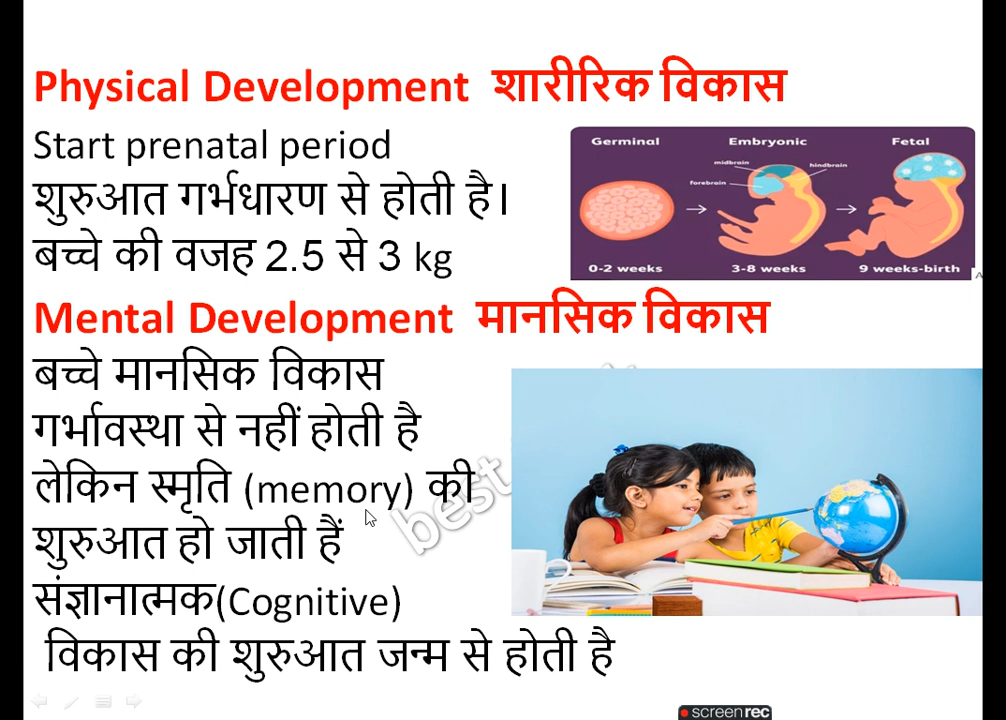 Physical Development शारीरिक विकास
Start prenatal period
शुरुआत गर्भधारण से होती है।
बच्चे की वजह 2.5 से 3 kg
Germinal Embryonic Fetal
midbrain hindbrain
forebrain
0-2 weeks 3-8 weeks 9 weeks-birth
Mental Development मानसिक विकास
बच्चे मानसिक विकास
गर्भावस्था से नहीं होती है
लेकिन स्मृति (memory) की
शुरुआत हो जाती हैं
संज्ञानात्मक(Cognitive)
विकास की शुरुआत जन्म से होती है
best
screenrec